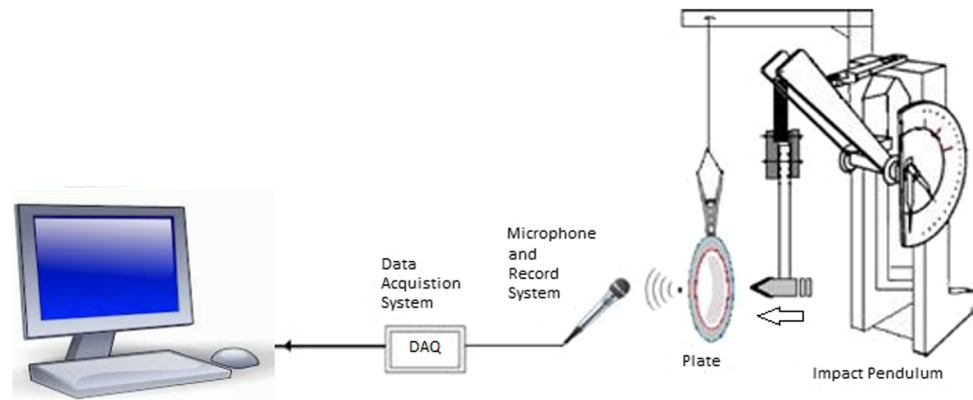 Microphone
and
Record
System
Data
Acquistion
System
DAQ
Plate
Impact Pendulum